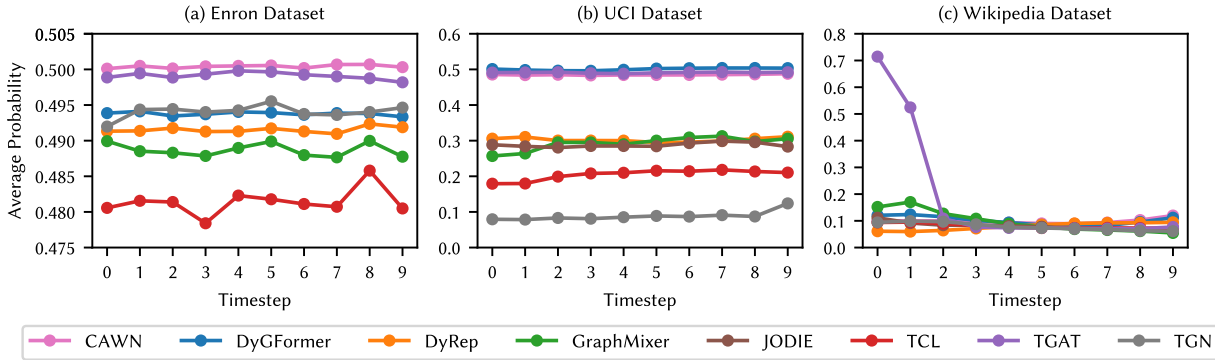 (a) Enron Dataset
(b) UCI Dataset
(c) Wikipedia Dataset
Average Probability
0.505
0.500
0.495
0.490
0.485
0.480
0.475
0 1 2 3 4 5 6 7 8 9
Timestep
0.6
0.5
0.4
0.3
0.2
0.1
0.0
0 1 2 3 4 5 6 7 8 9
Timestep
0.8
0.7
0.6
0.5
0.4
0.3
0.2
0.1
0.0
0 1 2 3 4 5 6 7 8 9
Timestep
CAWN DyGFormer DyRep GraphMixer JODIE TCL TGAT TGN